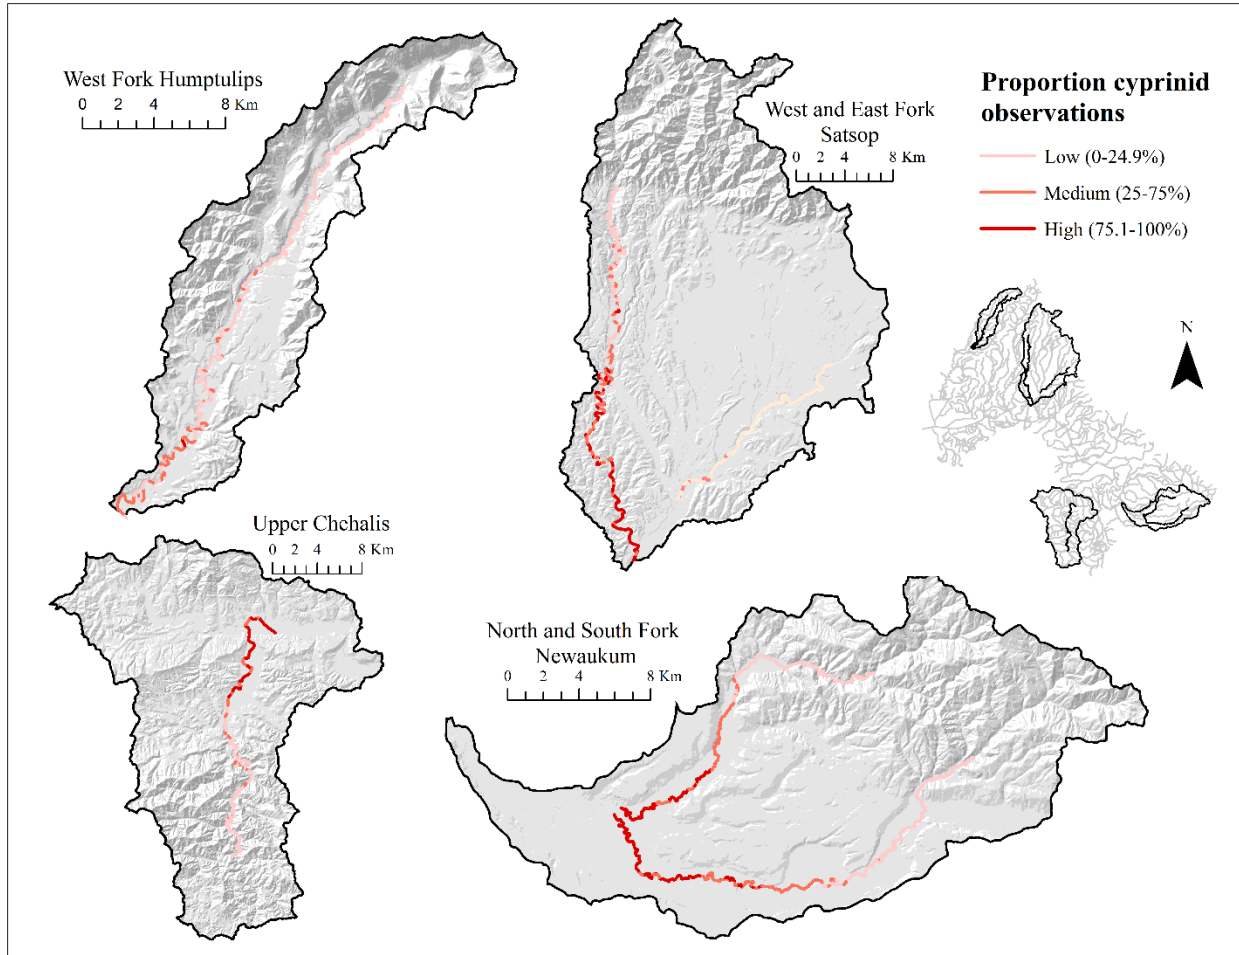 West Fork Humptulips
0 2 4 8 Km
West and East Fork
Satsop
0 2 4 8 Km
Proportion cyprinid
observations
Low (0-24.9%)
Medium (25-75%)
High (75.1-100%)
N
Upper Chehalis
0 2 4 8 Km
North and South Fork
Newaukum
0 2 4 8 Km